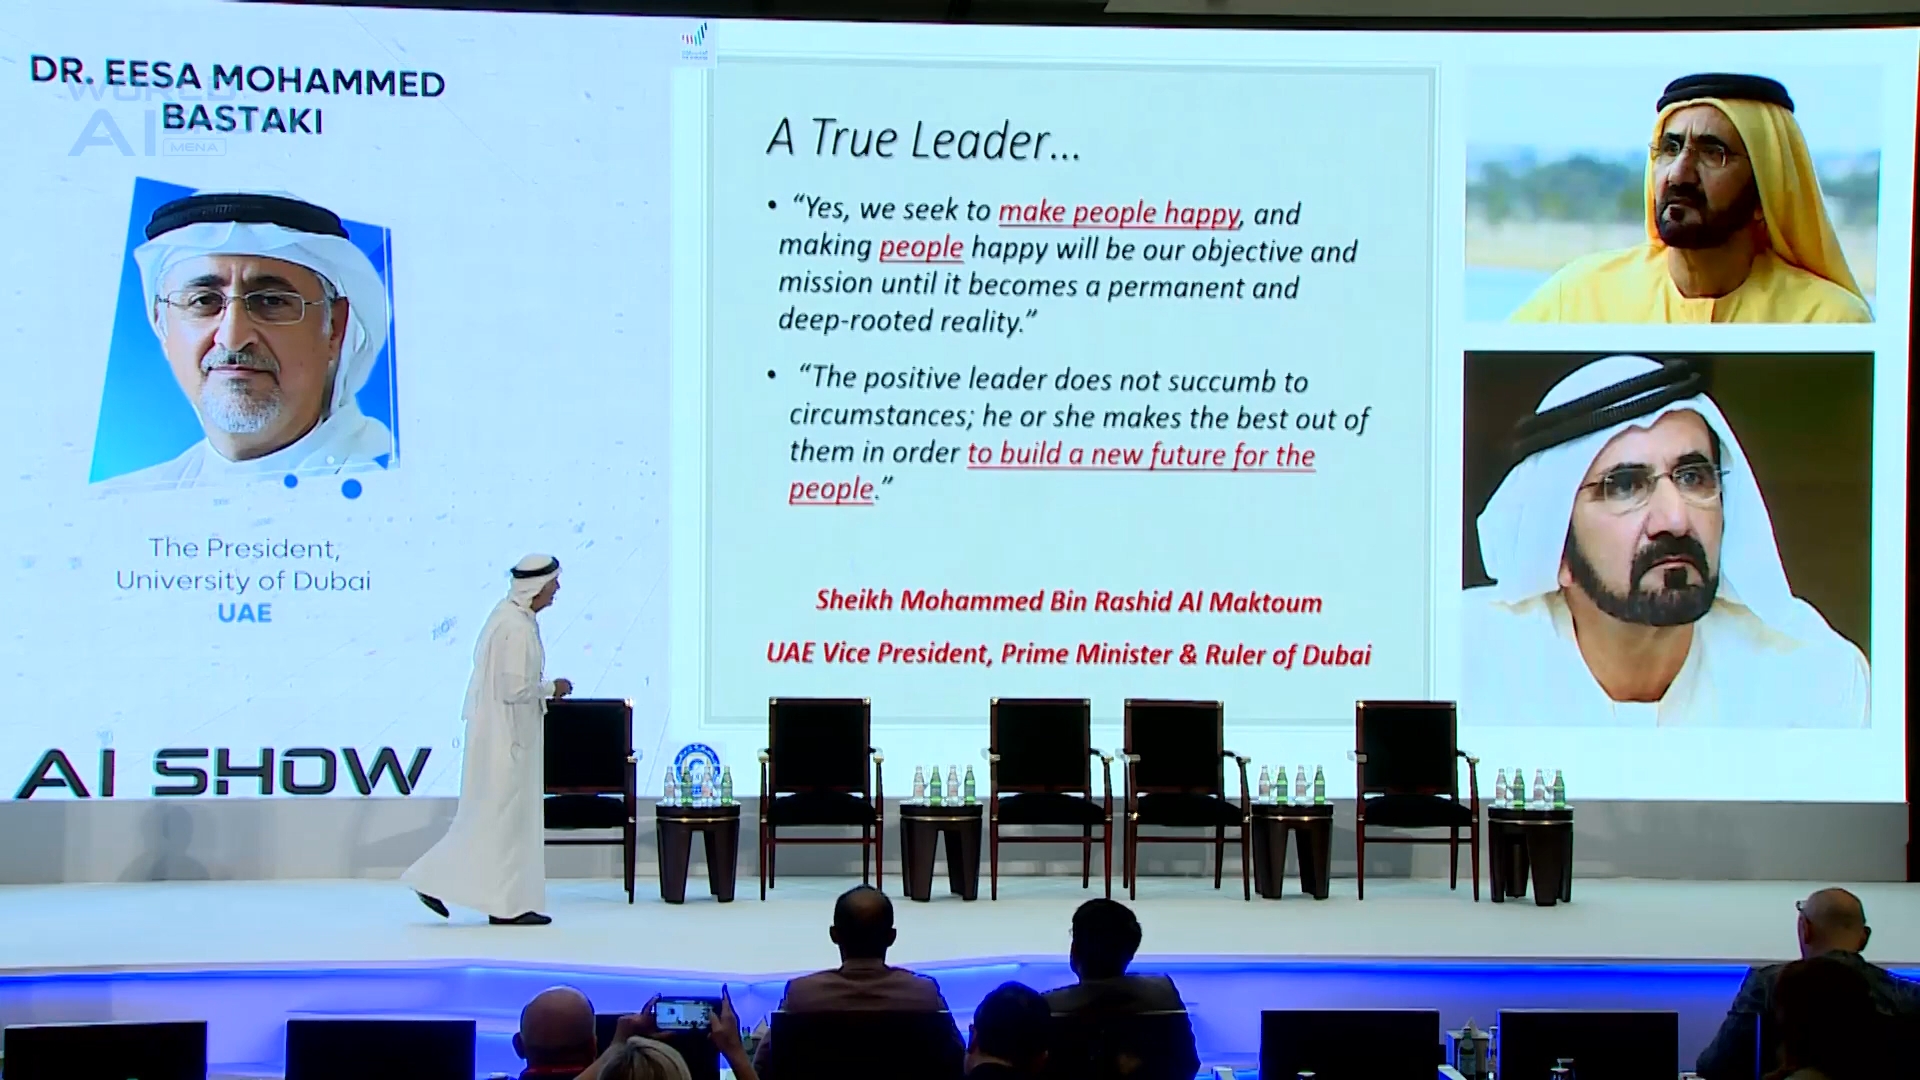 DR. EESA MOHAMMED
BASTAKI
WORLD
AI
MENA
The President,
University of Dubai
UAE
AI SHOW
A True Leader...
• “Yes, we seek to make people happy, and
making people happy will be our objective and
mission until it becomes a permanent and
deep-rooted reality.”
• “The positive leader does not succumb to
circumstances; he or she makes the best out of
them in order to build a new future for the
people.”
Sheikh Mohammed Bin Rashid Al Maktoum
UAE Vice President, Prime Minister & Ruler of Dubai